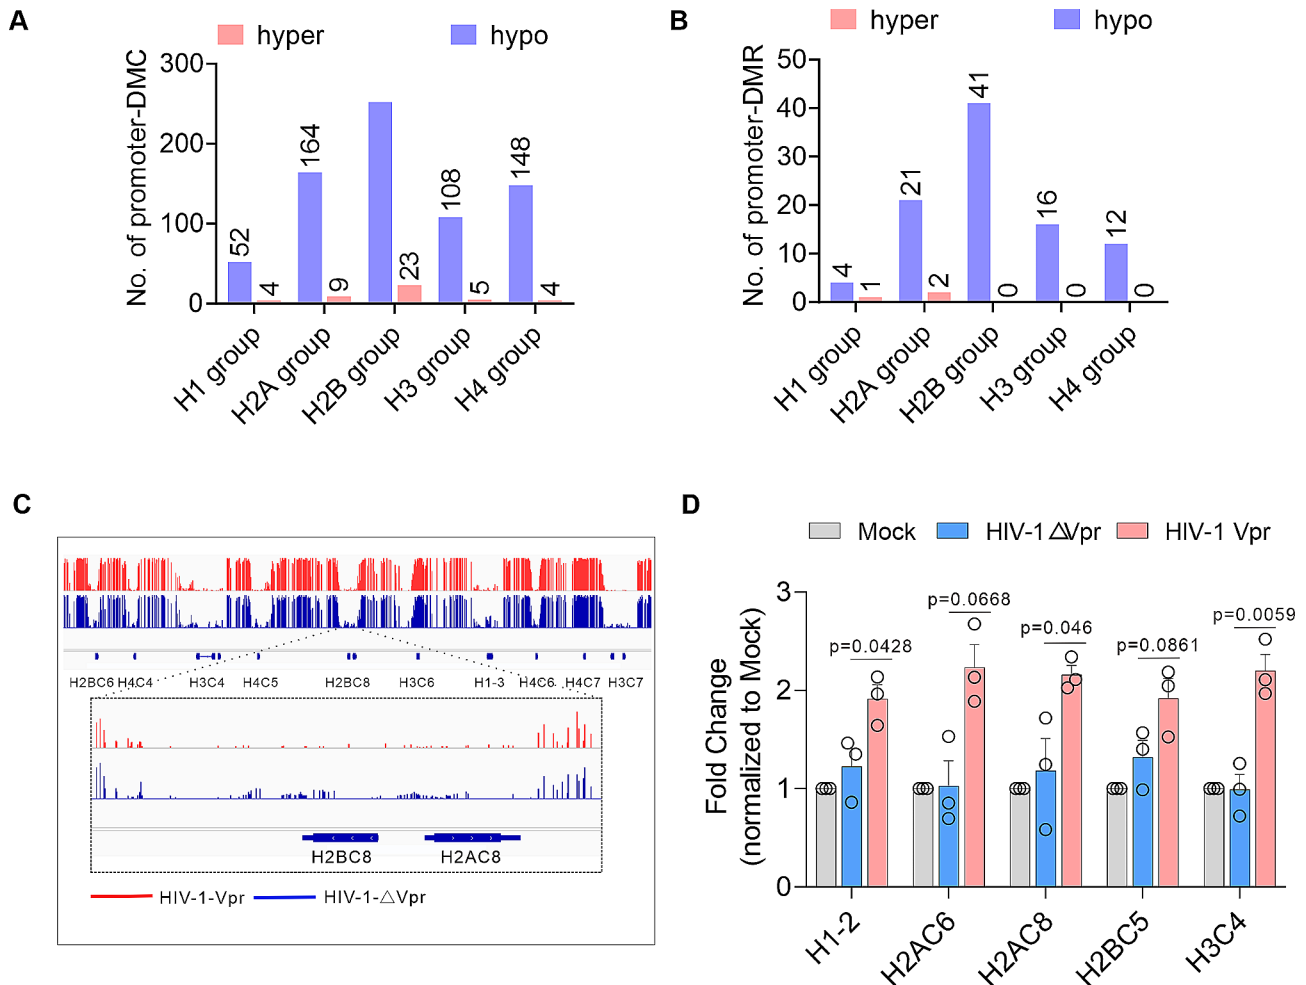 A
hyper
hypo
No. of promoter-DMC
300
200
100
0
52
4
164
9
23
108
5
148
4
H1 group
H2A group
H2B group
H3 group
H4 group
B
hyper
hypo
No. of promoter-DMR
50
40
30
20
10
0
4
1
21
2
41
0
16
0
12
0
H1 group
H2A group
H2B group
H3 group
H4 group
C
H2BC6 H4C4 H3C4 H4C5 H2BC8 H3C6 H1-3 H4C6 H4C7 H3C7
H2BC8 H2AC8
HIV-1-Vpr HIV-1-△Vpr
D
Mock HIV-1 △Vpr HIV-1 Vpr
Fold Change
(normalized to Mock)
3
2
1
0
p=0.0428
p=0.0668
p=0.046
p=0.0861
p=0.0059
H1-2
H2AC6
H2AC8
H2BC5
H3C4